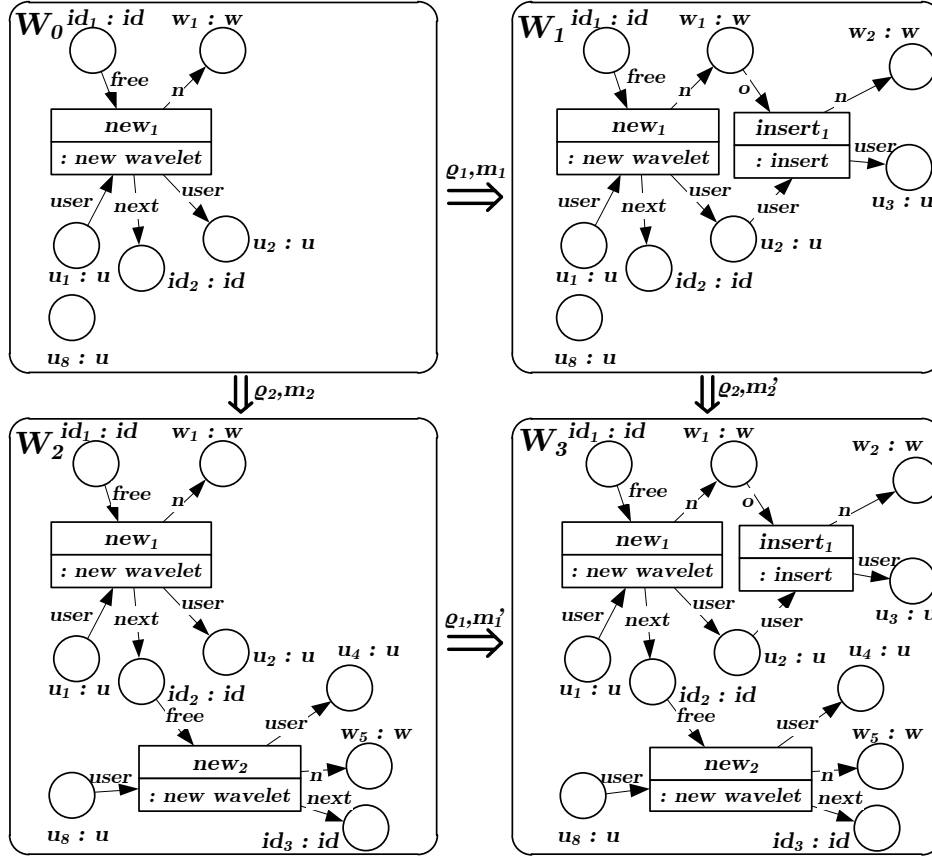 W₀ id₁ : id w₁ : w
free
n
new₁
: new wavelet
user
user
next
u₂ : u
u₁ : u id₂ : id
u₈ : u
ϱ₁,m₁
W₁ id₁ : id w₁ : w
w₂ : w
free
n
o
n
new₁
insert₁
: new wavelet
: insert
user
user
user
next
user
u₃ : u
u₂ : u
u₁ : u id₂ : id
u₈ : u
ϱ₂,m₂
ϱ₂,m₂'
W₂ id₁ : id w₁ : w
free
n
new₁
: new wavelet
user
user
next
u₂ : u
u₄ : u
u₁ : u id₂ : id
free
user
w₅ : w
new₂
user
n
: new wavelet
next
u₈ : u
id₃ : id
ϱ₁,m₁'
W₃ id₁ : id w₁ : w
w₂ : w
free
n
o
n
new₁
insert₁
: new wavelet
: insert
user
user
user
next
user
u₃ : u
u₂ : u
u₄ : u
u₁ : u id₂ : id
free
user
w₅ : w
new₂
user
n
: new wavelet
next
u₈ : u
id₃ : id